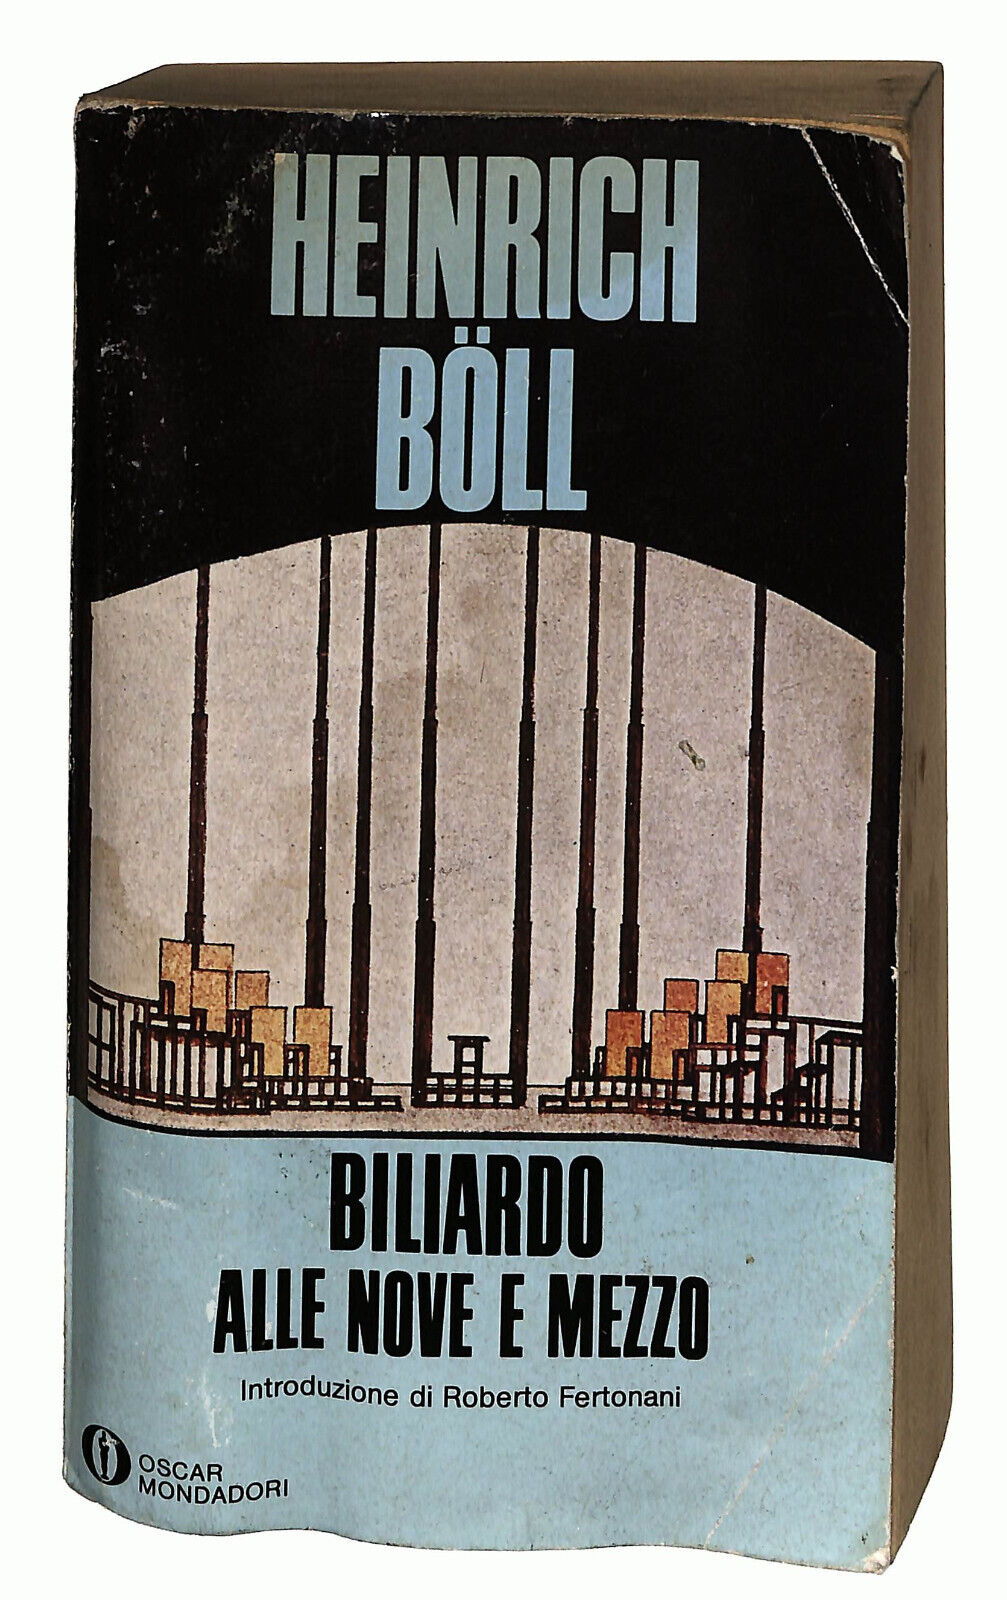 HEINRICH
BÖLL
BILIARDO
ALLE NOVE E MEZZO
Introduzione di Roberto Fertonani
OSCAR
MONDADORI